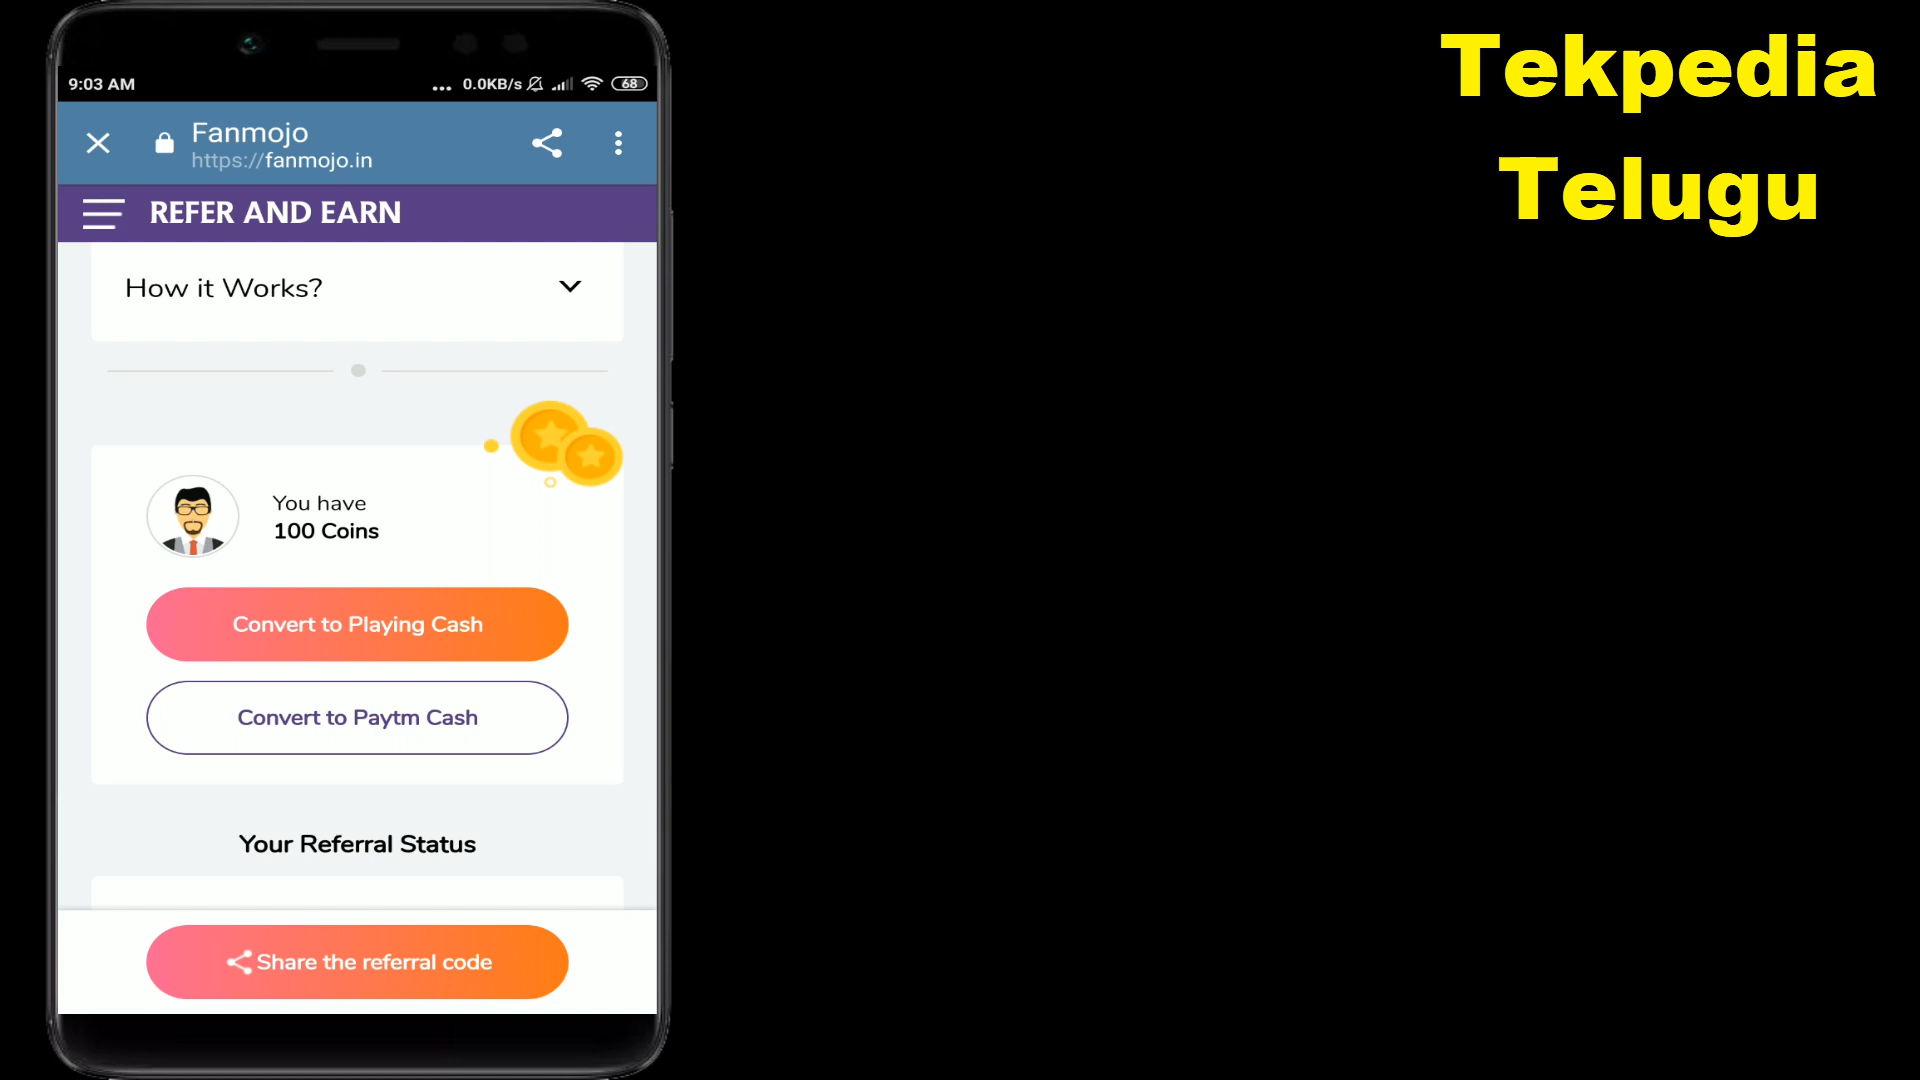 9:03 AM
... 0.0KB/s 68
Fanmojo
https://fanmojo.in
REFER AND EARN
How it Works?
You have
100 Coins
Convert to Playing Cash
Convert to Paytm Cash
Your Referral Status
Share the referral code
Tekpedia
Telugu